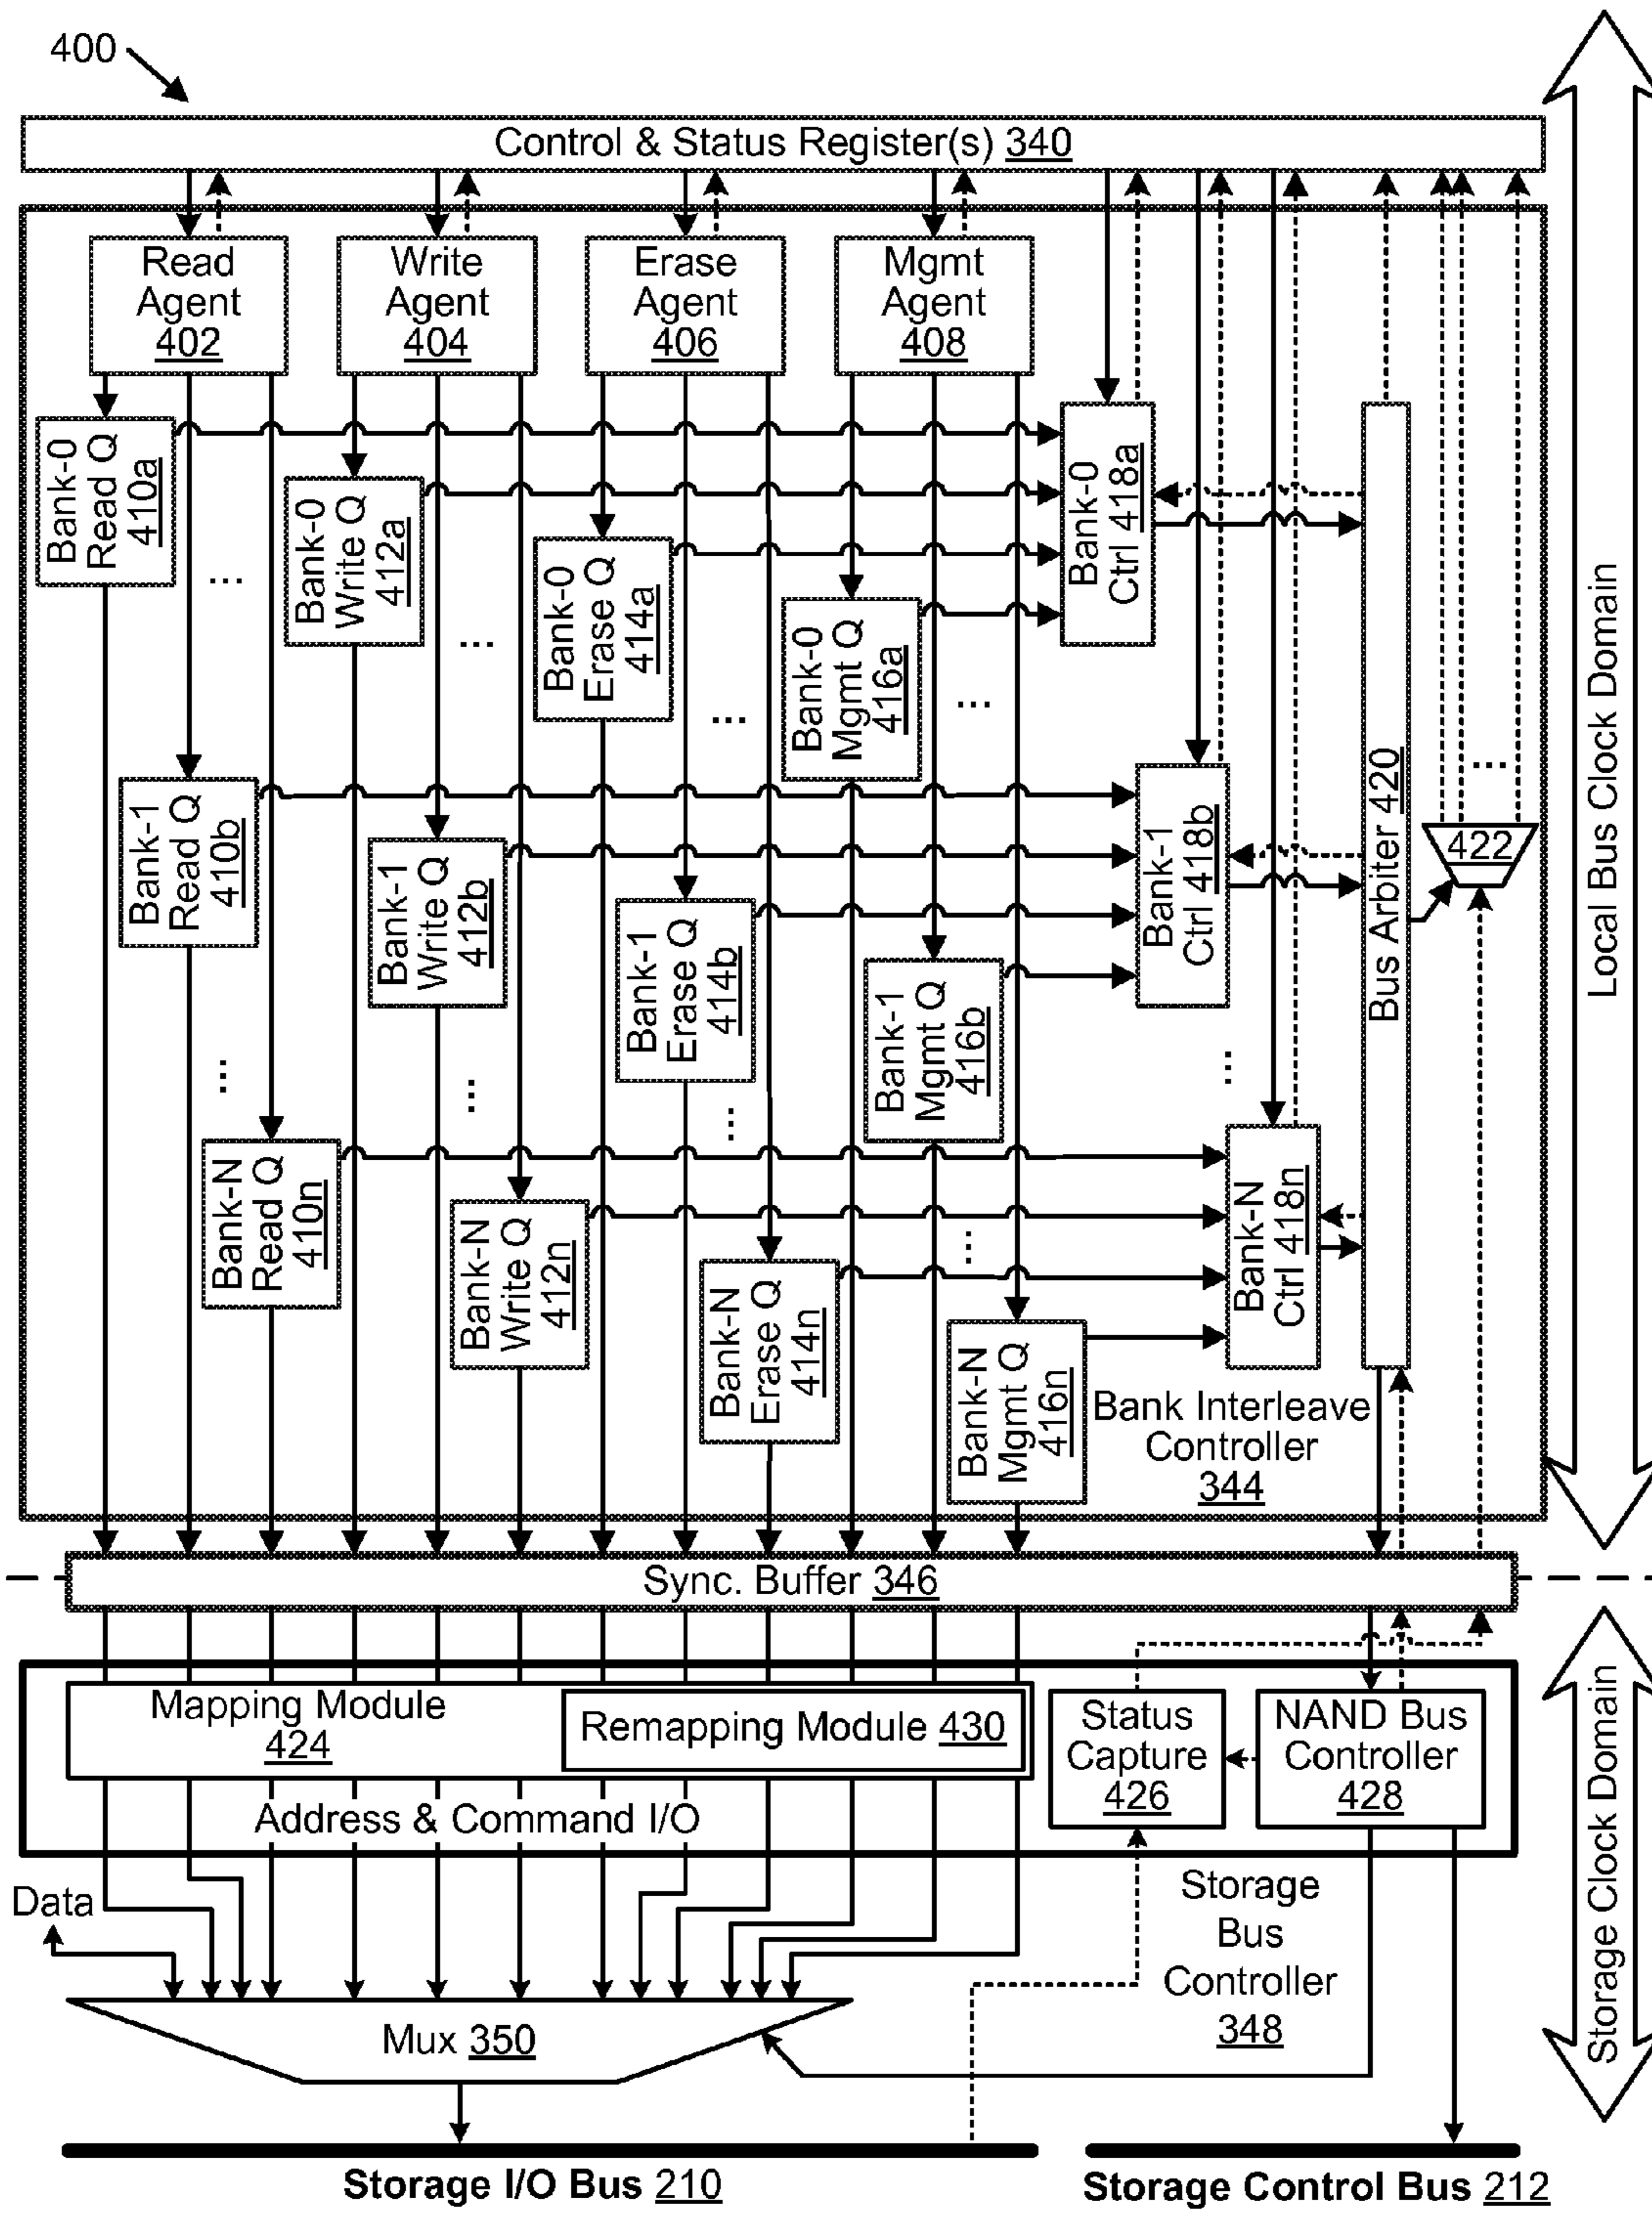 400
Control & Status Register(s) 340
Read
Agent
402
Write
Agent
404
Erase
Agent
406
Mgmt
Agent
408
Bank-0
Read Q
410a
...
Bank-0
Write Q
412a
...
Bank-0
Erase Q
414a
...
Bank-0
Mgmt Q
416a
...
Bank-0
Ctrl 418a
Bank-1
Read Q
410b
...
Bank-1
Write Q
412b
...
Bank-1
Erase Q
414b
...
Bank-1
Mgmt Q
416b
...
Bank-1
Ctrl 418b
...
Bank-N
Read Q
410n
Bank-N
Write Q
412n
Bank-N
Erase Q
414n
Bank-N
Mgmt Q
416n
Bank-N
Ctrl 418n
Bus Arbiter 420
...
422
Bank Interleave
Controller
344
Local Bus Clock Domain
Sync. Buffer 346
Mapping Module
424
Remapping Module 430
Status
Capture
426
NAND Bus
Controller
428
Address & Command I/O
Storage
Bus
Controller
348
Storage Clock Domain
Data
Mux 350
Storage I/O Bus 210
Storage Control Bus 212